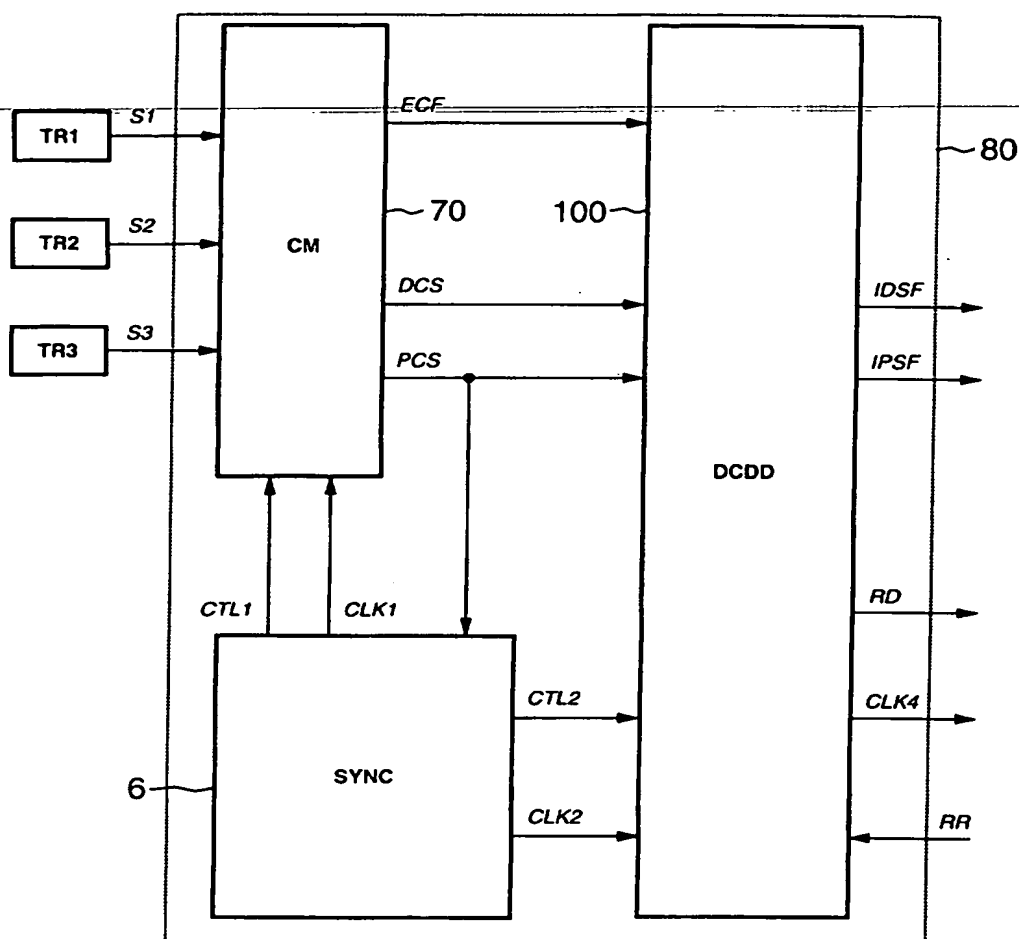 ECF
S1
TR1
80
70
100
S2
TR2
CM
DCS
IDSF
S3
TR3
PCS
IPSF
DCDD
CTL1
CLK1
RD
CTL2
CLK4
SYNC
6
CLK2
RR